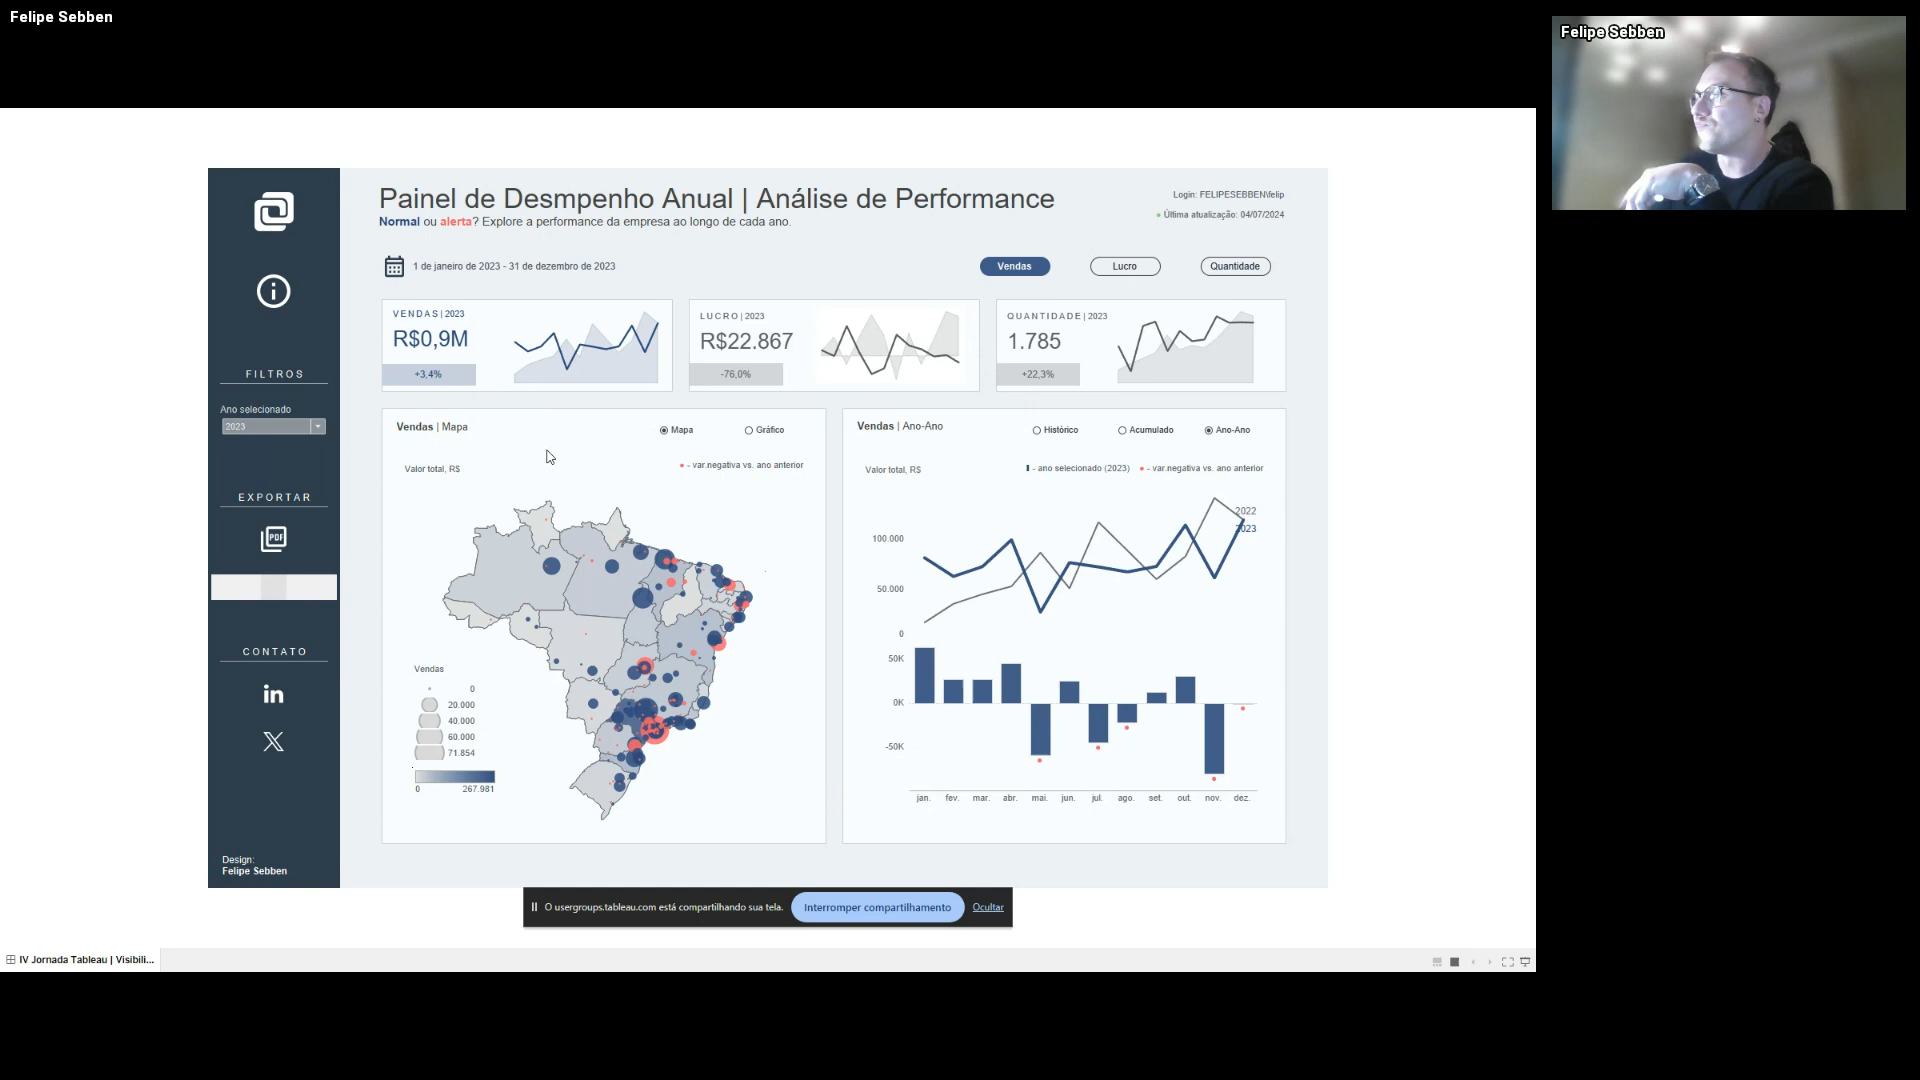 Felipe Sebben
Felipe Sebben
Painel de Desmpenho Anual | Análise de Performance
Normal ou alerta? Explore a performance da empresa ao longo de cada ano.
Login: FELIPESEBBEN\felip
Última atualização: 04/07/2024
1 de janeiro de 2023 - 31 de dezembro de 2023
Vendas
Lucro
Quantidade
VENDAS | 2023
R$0,9M
+3,4%
LUCRO | 2023
R$22.867
-76,0%
QUANTIDADE | 2023
1.785
+22,3%
FILTROS
Ano selecionado
2023
EXPORTAR
PDF
CONTATO
in
X
Design:
Felipe Sebben
Vendas | Mapa
Mapa
Gráfico
Valor total, R$
- var.negativa vs. ano anterior
Vendas
0
20.000
40.000
60.000
71.854
0
267.981
Vendas | Ano-Ano
Histórico
Acumulado
Ano-Ano
Valor total, R$
- ano selecionado (2023)
- var.negativa vs. ano anterior
2022
2023
100.000
50.000
0
50K
0K
-50K
jan.
fev.
mar.
abr.
mai.
jun.
jul.
ago.
set.
out.
nov.
dez.
O usergroups.tableau.com está compartilhando sua tela.
Interromper compartilhamento
Ocultar
IV Jornada Tableau | Visibili...